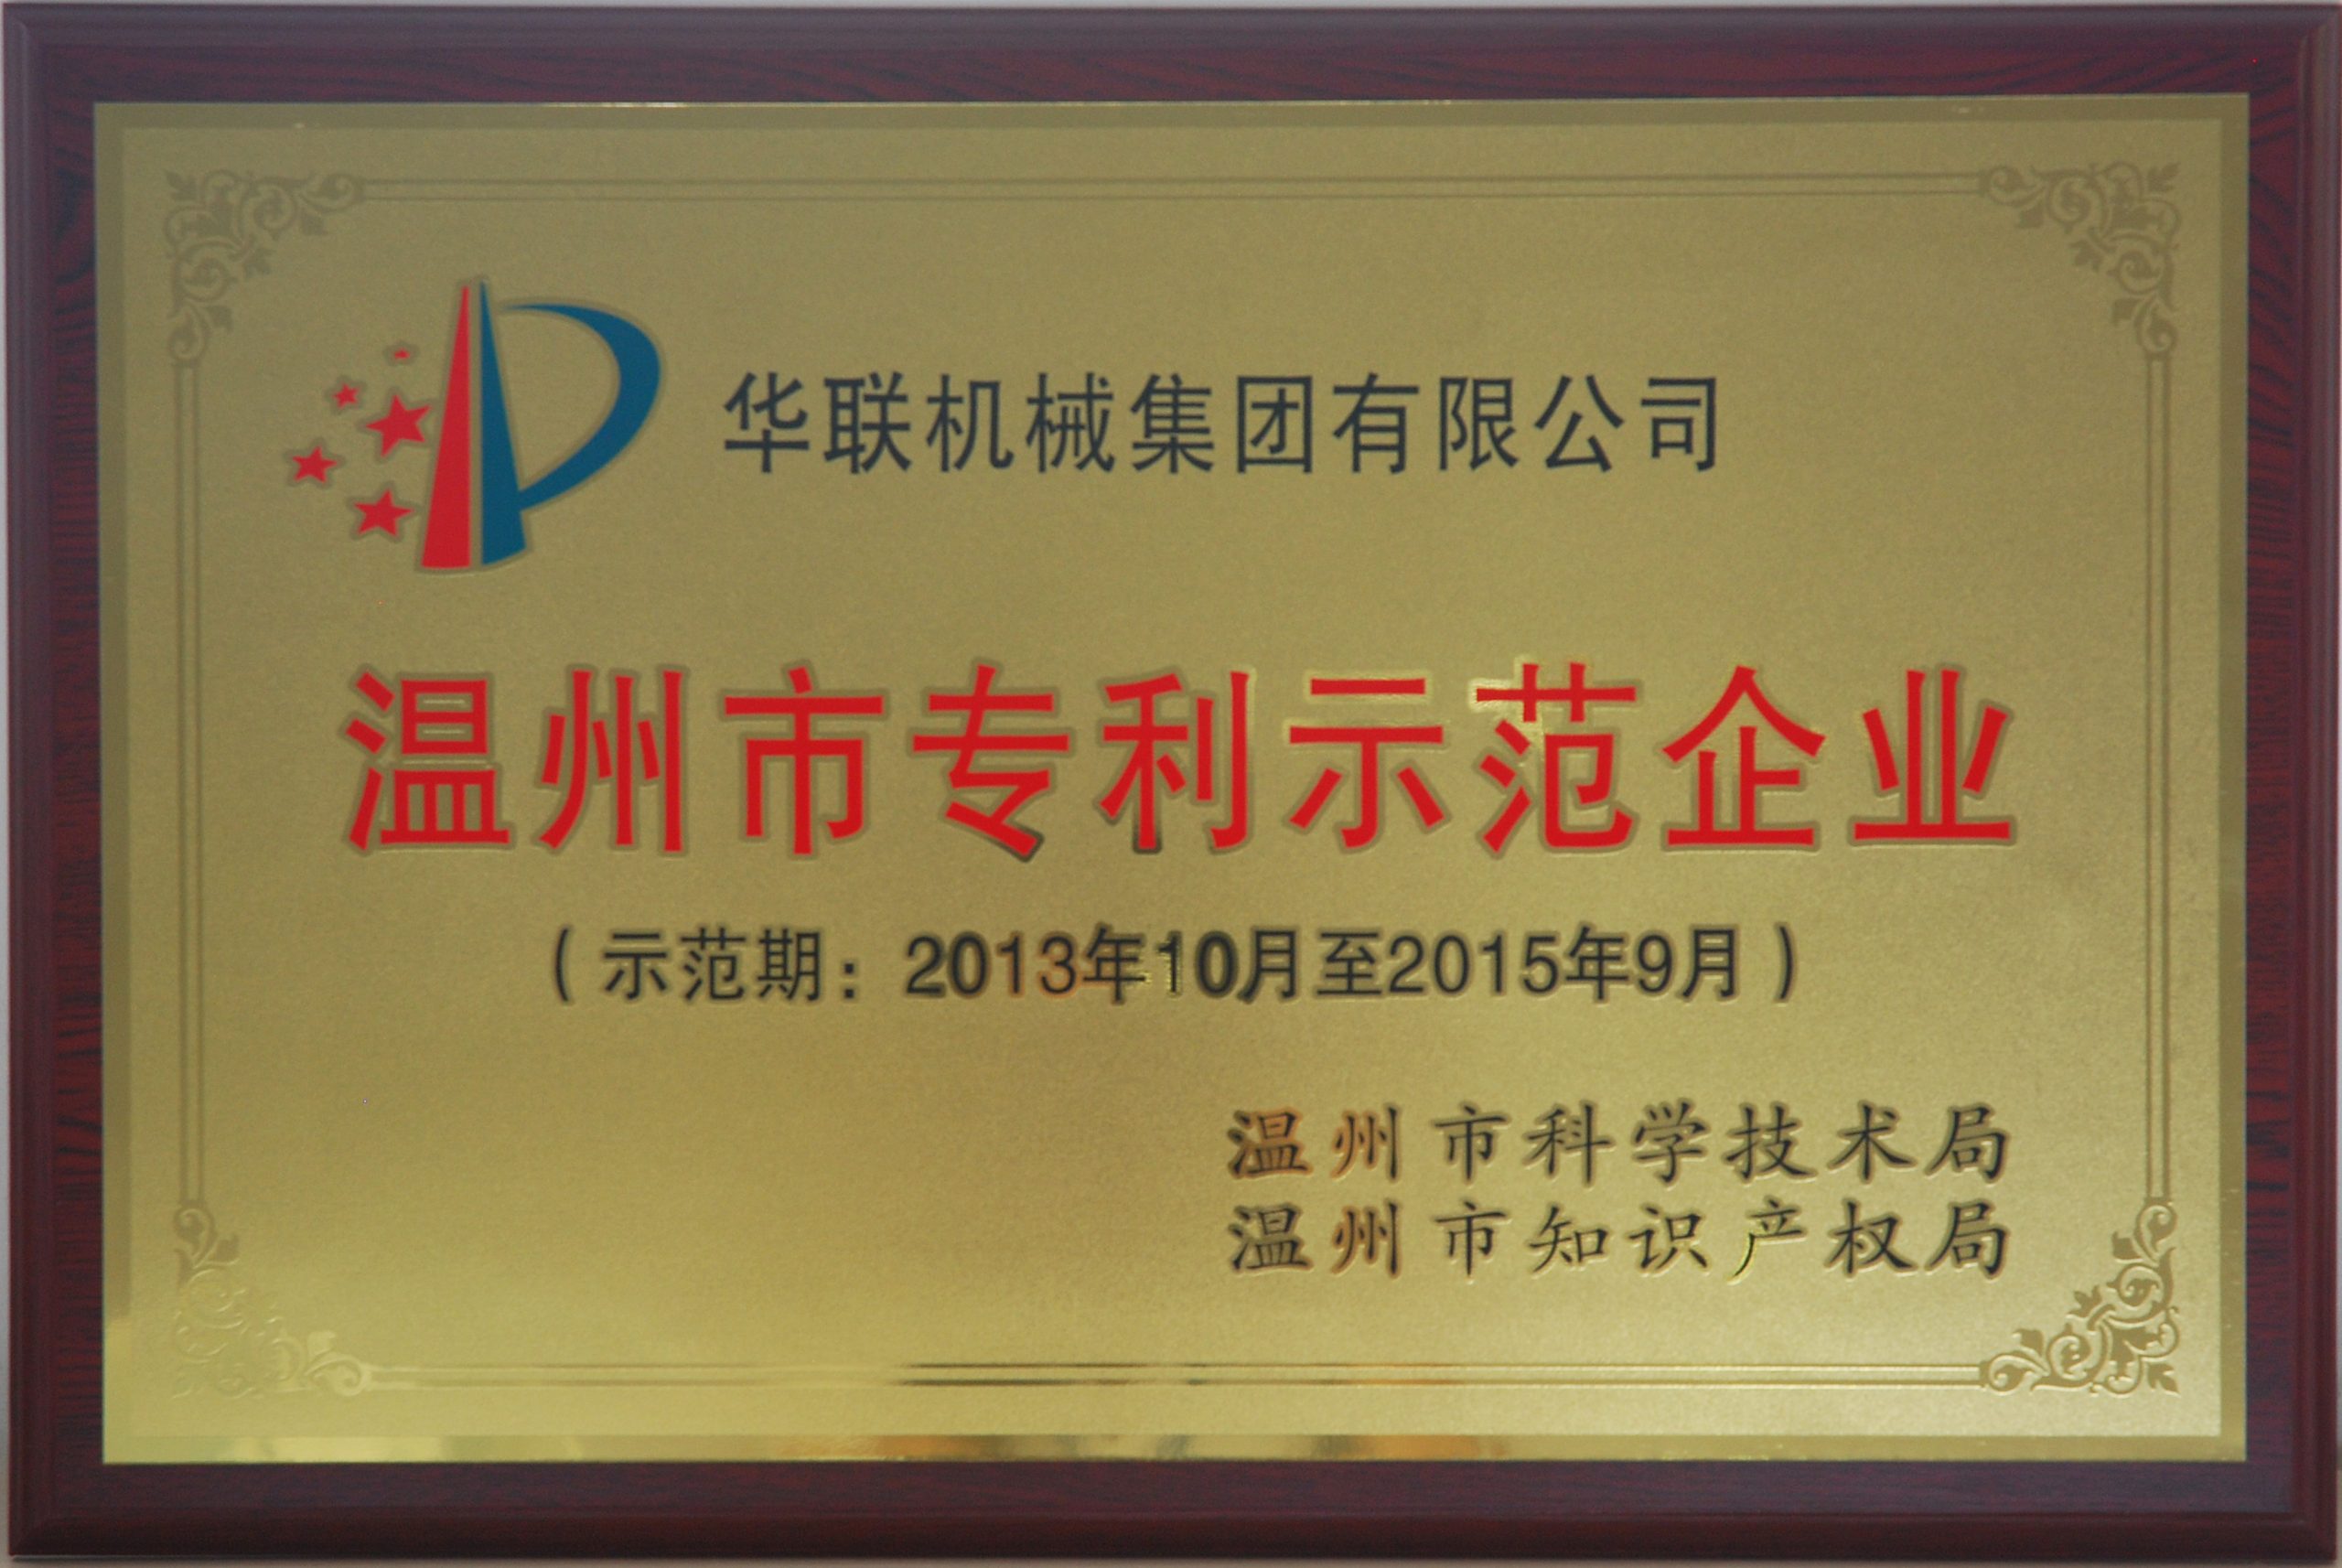 华联机械集团有限公司
温州市专利示范企业
（示范期：2013年10月至2015年9月）
温州市科学技术局
温州市知识产权局